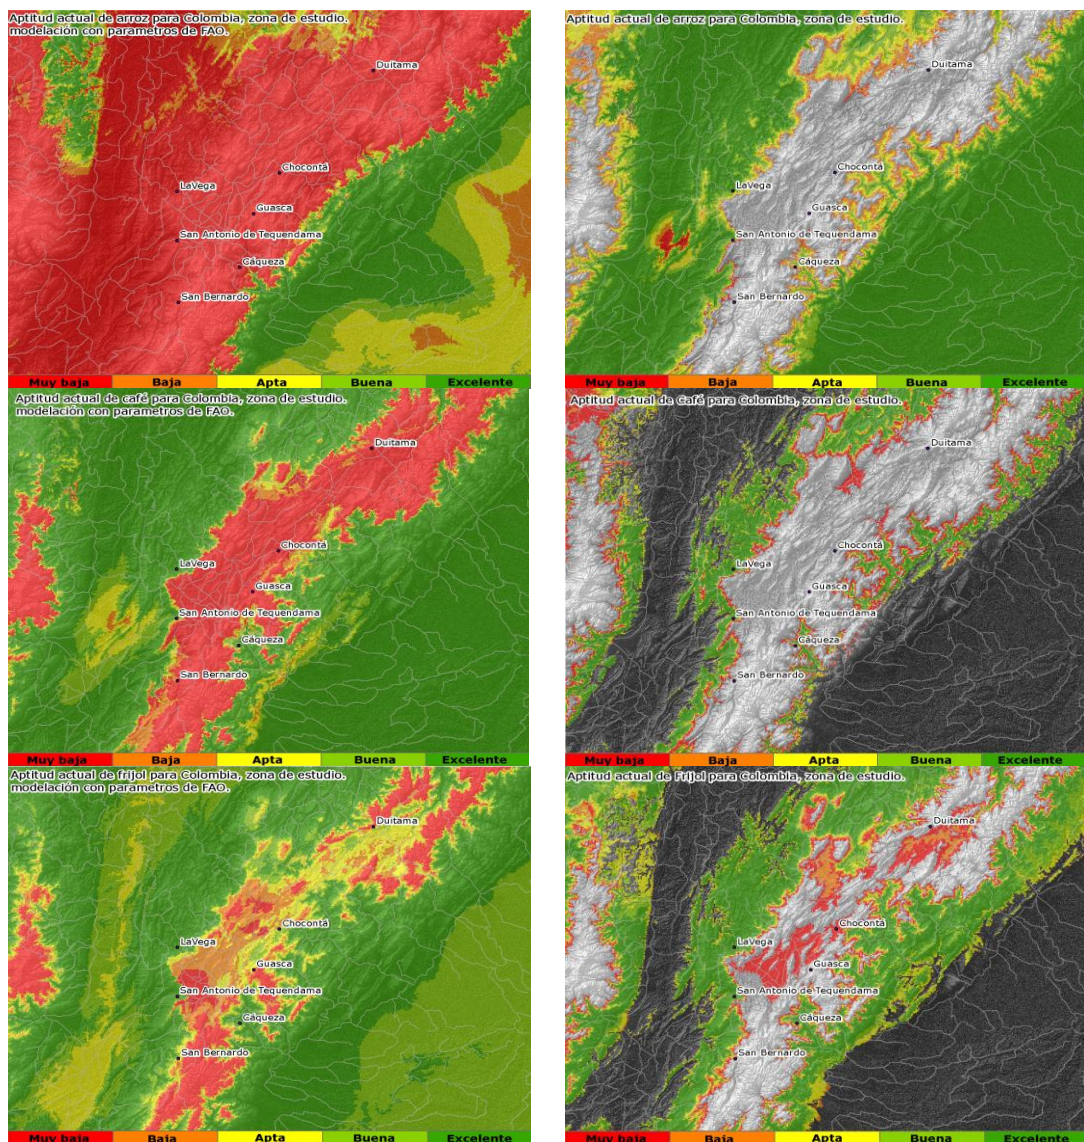 Aptitud actual de arroz para Colombia, zona de estudio.
modelación con parametros de FAO.
Duitama
Chocontá
LaVega
Guasca
San Antonio de Tequendama
Cáqueza
San Bernardo
Muy baja Baja Apta Buena Excelente
Aptitud actual de arroz para Colombia, zona de estudio.
Duitama
Chocontá
LaVega
Guasca
San Antonio de Tequendama
Cáqueza
San Bernardo
Muy baja Baja Apta Buena Excelente
Aptitud actual de café para Colombia, zona de estudio.
modelación con parametros de FAO.
Duitama
Chocontá
LaVega
Guasca
San Antonio de Tequendama
Cáqueza
San Bernardo
Muy baja Baja Apta Buena Excelente
Aptitud actual de Café para Colombia, zona de estudio.
Duitama
Chocontá
LaVega
Guasca
San Antonio de Tequendama
Cáqueza
San Bernardo
Muy baja Baja Apta Buena Excelente
Aptitud actual de frijol para Colombia, zona de estudio.
modelación con parametros de FAO.
Duitama
Chocontá
LaVega
Guasca
San Antonio de Tequendama
Cáqueza
San Bernardo
Muy baja Baja Apta Buena Excelente
Aptitud actual de Frijol para Colombia, zona de estudio.
Duitama
Chocontá
LaVega
Guasca
San Antonio de Tequendama
Cáqueza
San Bernardo
Muy baja Baja Apta Buena Excelente